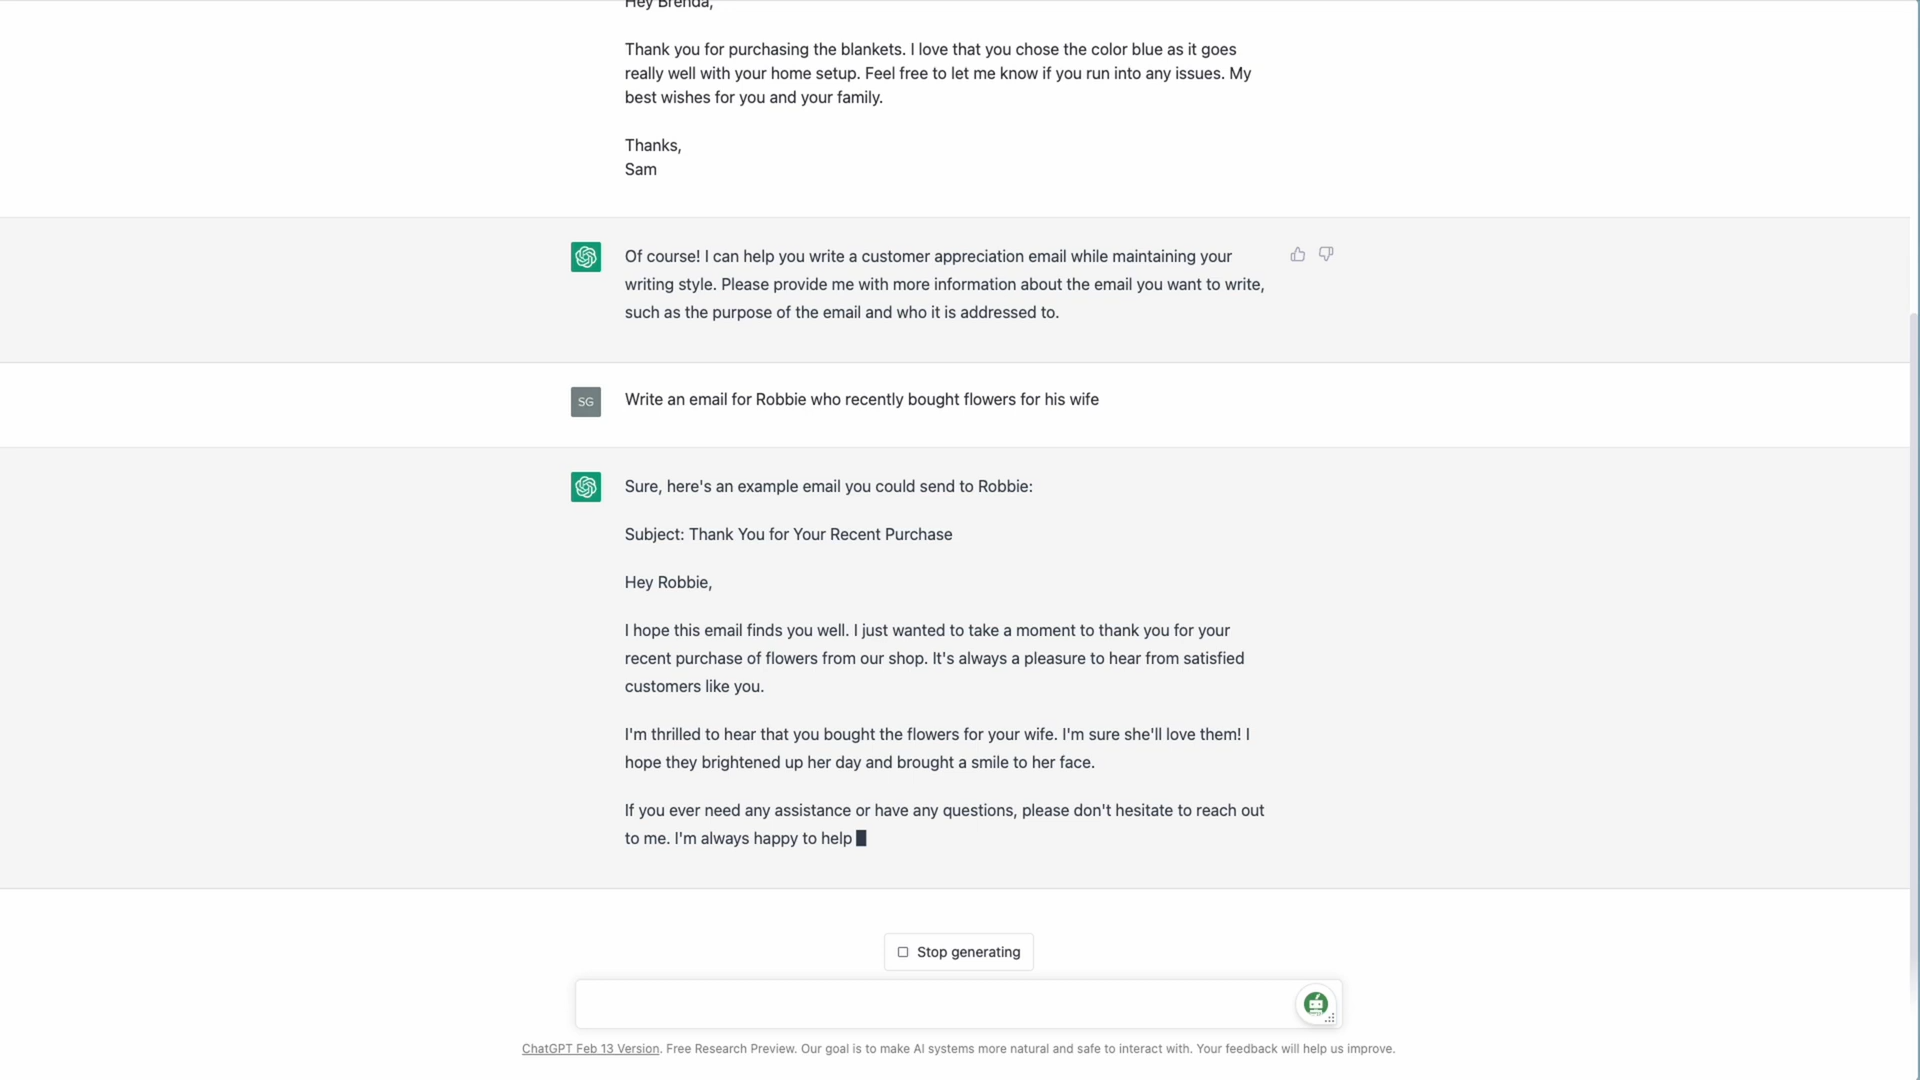 Hey Brenda,
Thank you for purchasing the blankets. I love that you chose the color blue as it goes
really well with your home setup. Feel free to let me know if you run into any issues. My
best wishes for you and your family.
Thanks,
Sam
Of course! I can help you write a customer appreciation email while maintaining your
writing style. Please provide me with more information about the email you want to write,
such as the purpose of the email and who it is addressed to.
SG
Write an email for Robbie who recently bought flowers for his wife
Sure, here's an example email you could send to Robbie:
Subject: Thank You for Your Recent Purchase
Hey Robbie,
I hope this email finds you well. I just wanted to take a moment to thank you for your
recent purchase of flowers from our shop. It's always a pleasure to hear from satisfied
customers like you.
I'm thrilled to hear that you bought the flowers for your wife. I'm sure she'll love them! I
hope they brightened up her day and brought a smile to her face.
If you ever need any assistance or have any questions, please don't hesitate to reach out
to me. I'm always happy to help
Stop generating
ChatGPT Feb 13 Version. Free Research Preview. Our goal is to make AI systems more natural and safe to interact with. Your feedback will help us improve.